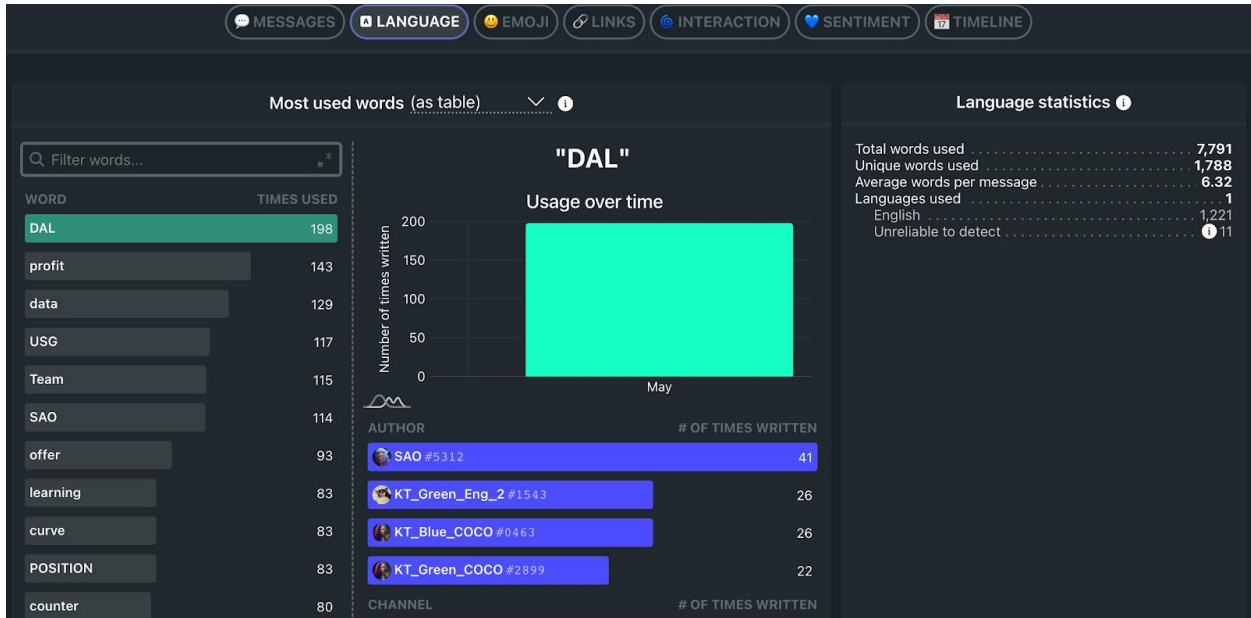 MESSAGES LANGUAGE EMOJI LINKS INTERACTION SENTIMENT TIMELINE
Most used words (as table)
Filter words...
WORD TIMES USED
DAL 198
profit 143
data 129
USG 117
Team 115
SAO 114
offer 93
learning 83
curve 83
POSITION 83
counter 80
"DAL"
Usage over time
Number of times written
200
150
100
50
0
May
AUTHOR # OF TIMES WRITTEN
SAO #5312 41
KT_Green_Eng_2 #1543 26
KT_Blue_COCO #0463 26
KT_Green_COCO #2899 22
CHANNEL # OF TIMES WRITTEN
Language statistics
Total words used 7,791
Unique words used 1,788
Average words per message 6.32
Languages used 1
English 1,221
Unreliable to detect 11